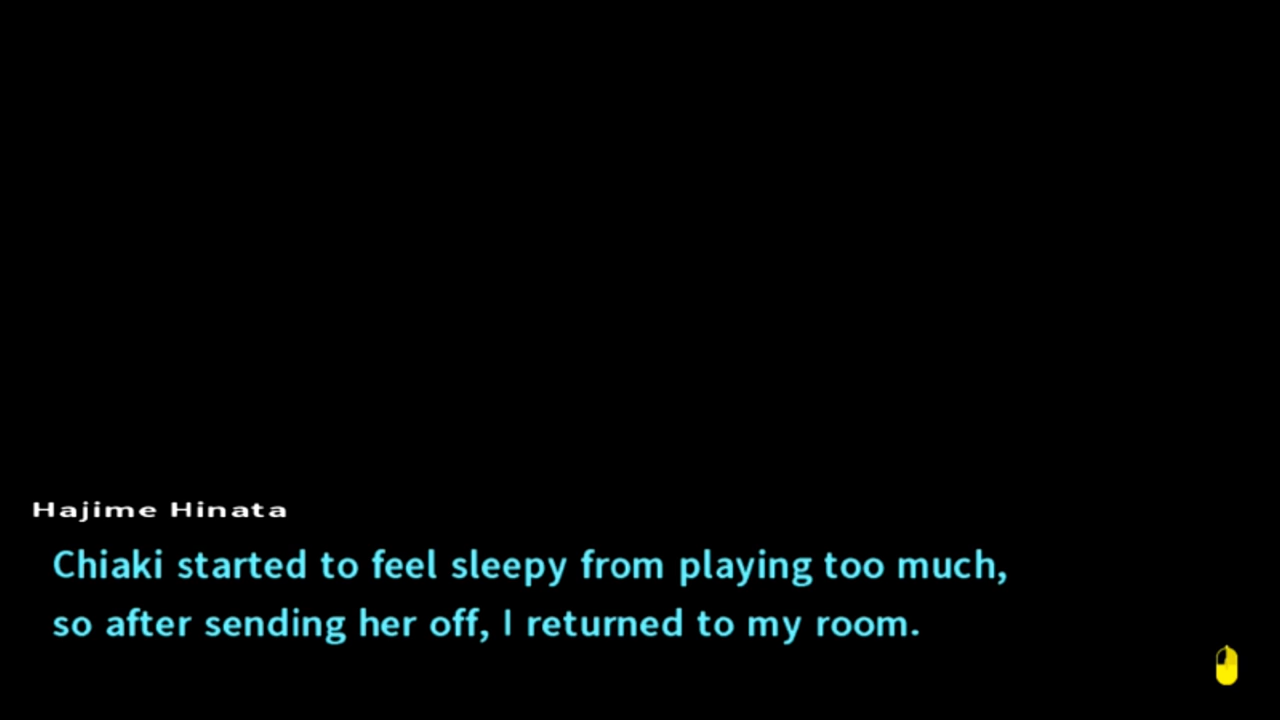 Hajime Hinata
Chiaki started to feel sleepy from playing too much,
so after sending her off, I returned to my room.